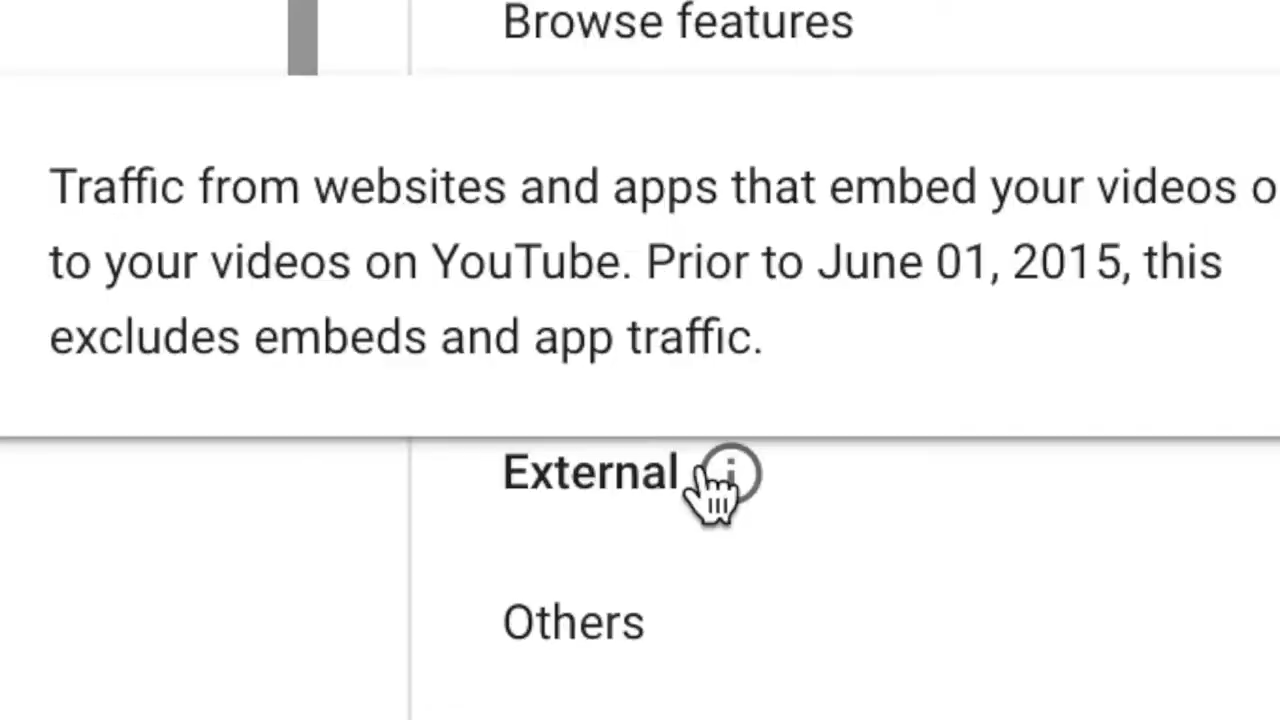 Browse features
Traffic from websites and apps that embed your videos
to your videos on YouTube. Prior to June 01, 2015, this
excludes embeds and app traffic.
External
Others